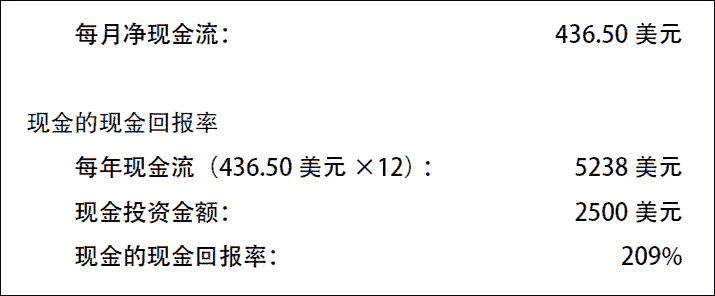 每月净现金流： 436.50 美元
现金的现金回报率
每年现金流（436.50 美元 ×12）： 5238 美元
现金投资金额： 2500 美元
现金的现金回报率： 209%